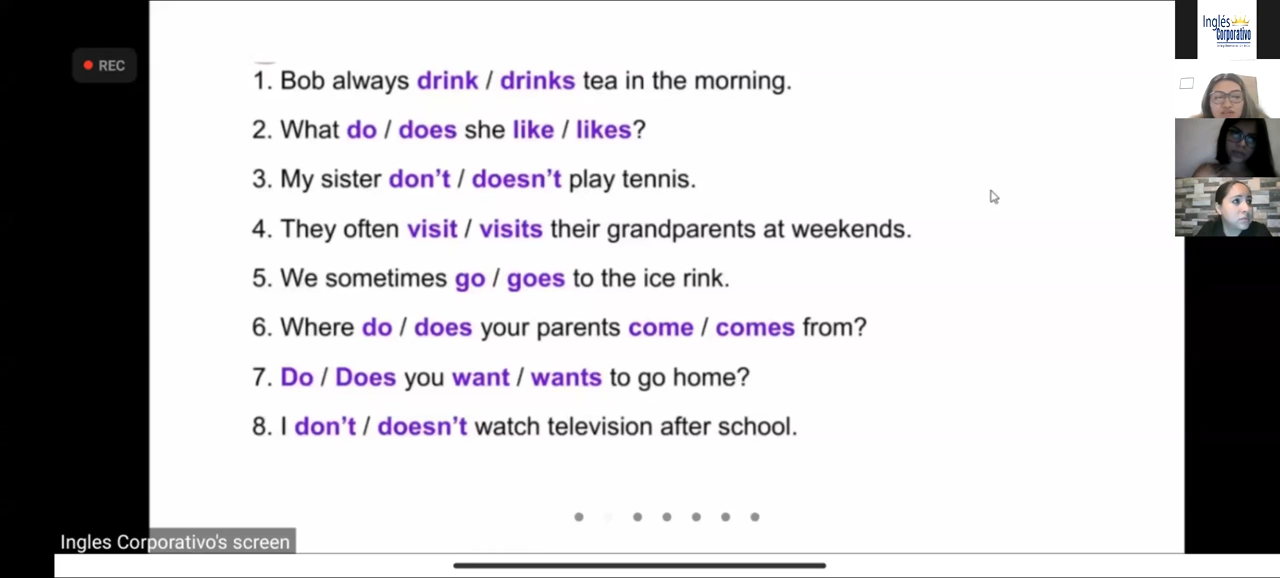 REC
1. Bob always drink / drinks tea in the morning.
2. What do / does she like / likes?
3. My sister don't / doesn't play tennis.
4. They often visit / visits their grandparents at weekends.
5. We sometimes go / goes to the ice rink.
6. Where do / does your parents come / comes from?
7. Do / Does you want / wants to go home?
8. I don't / doesn't watch television after school.
Ingles Corporativo's screen
Inglés
Corporativo